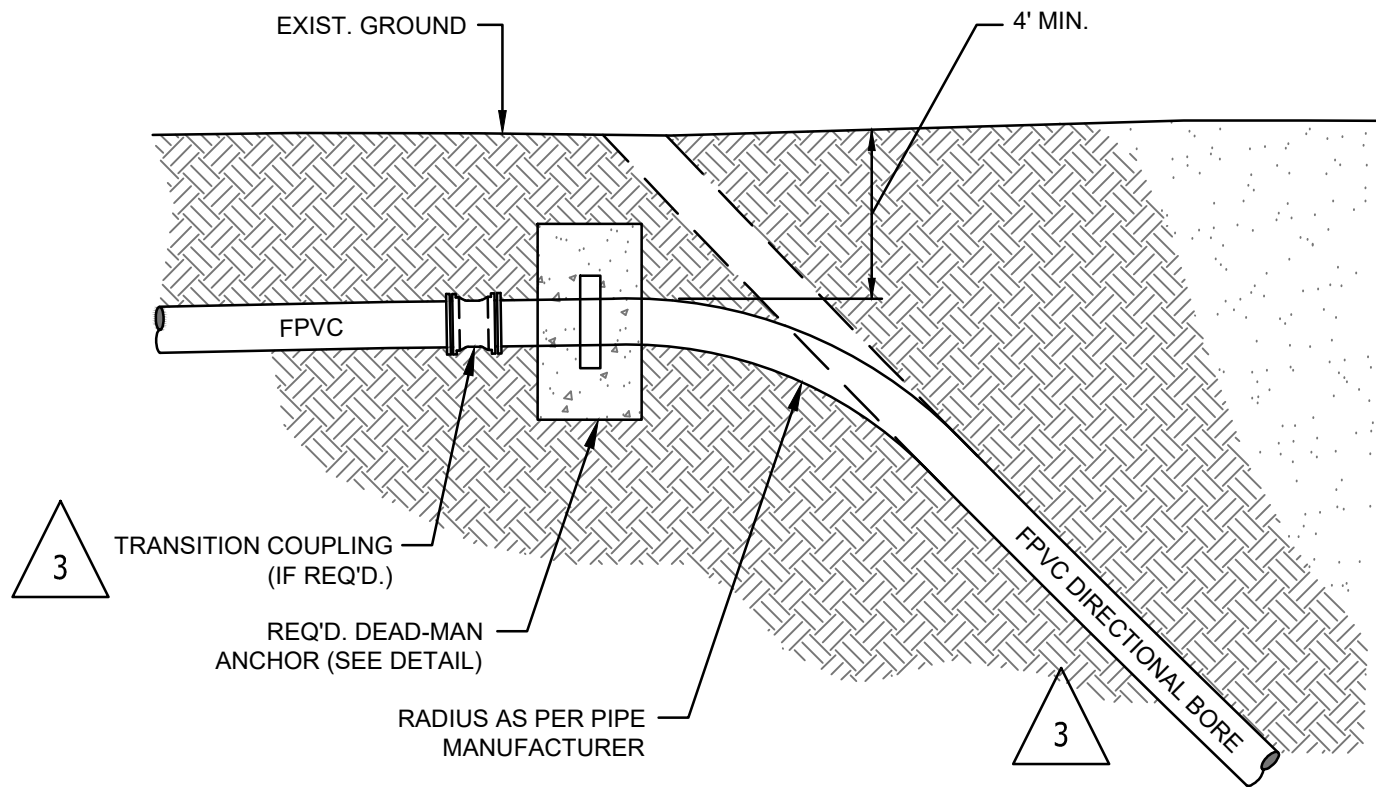 EXIST. GROUND
4' MIN.
FPVC
3
TRANSITION COUPLING
(IF REQ'D.)
REQ'D. DEAD-MAN
ANCHOR (SEE DETAIL)
RADIUS AS PER PIPE
MANUFACTURER
FPVC DIRECTIONAL BORE
3